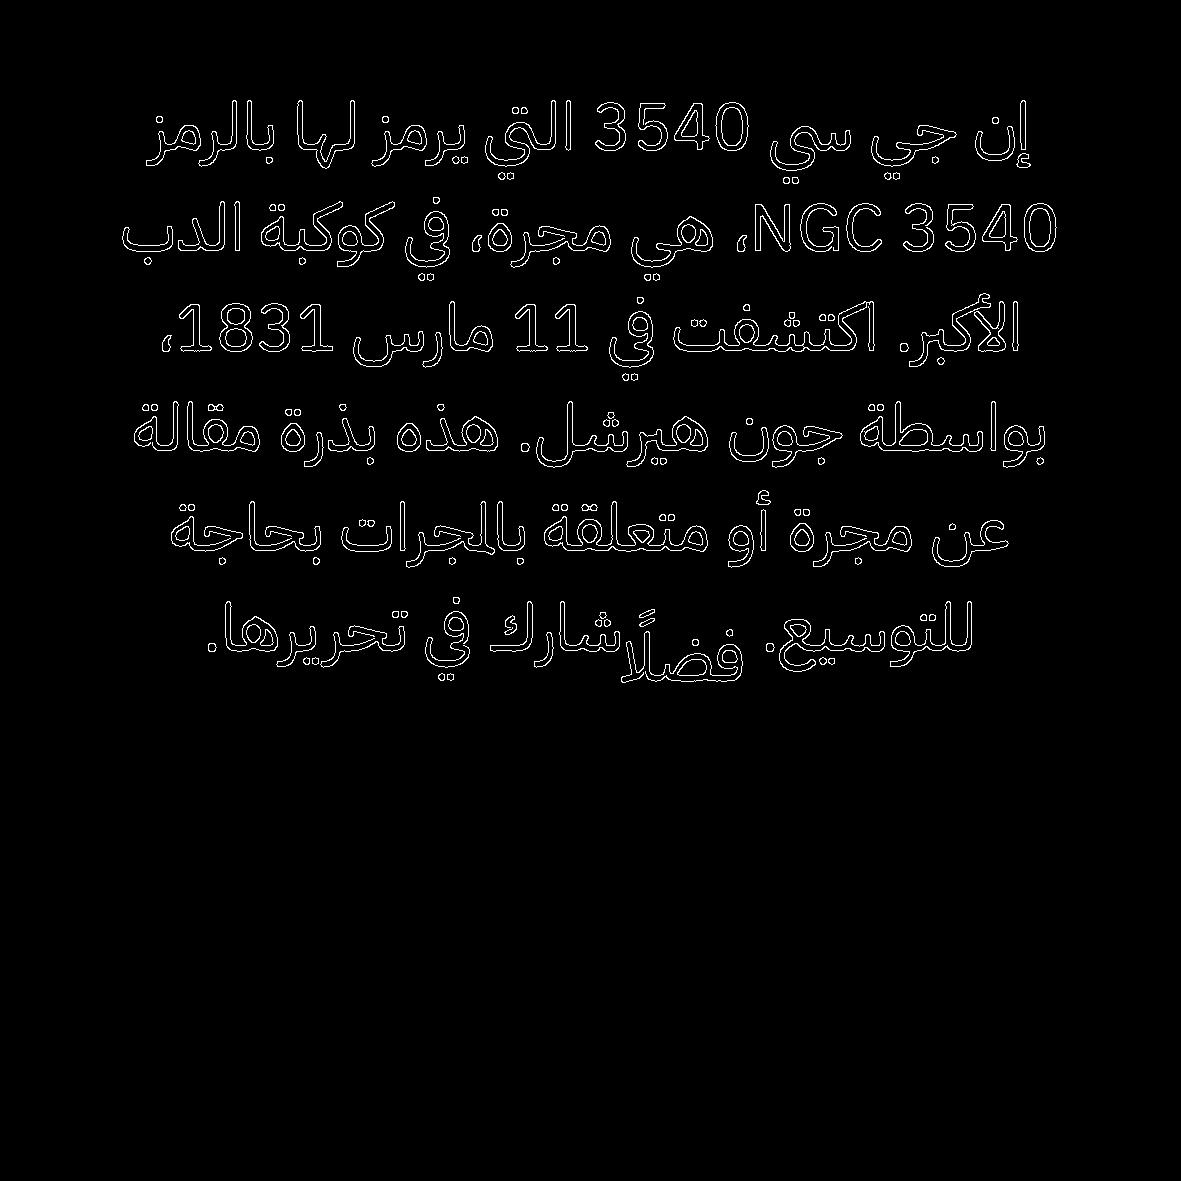 إن جي سي 3540 التي يرمز لها بالرمز
NGC 3540، هي مجرة، في كوكبة الدب
الأكبر. اكتشفت في 11 مارس 1831،
بواسطة جون هيرشل. هذه بذرة مقالة
عن مجرة أو متعلقة بالمجرات بحاجة
للتوسيع. فضلًا شارك في تحريرها.